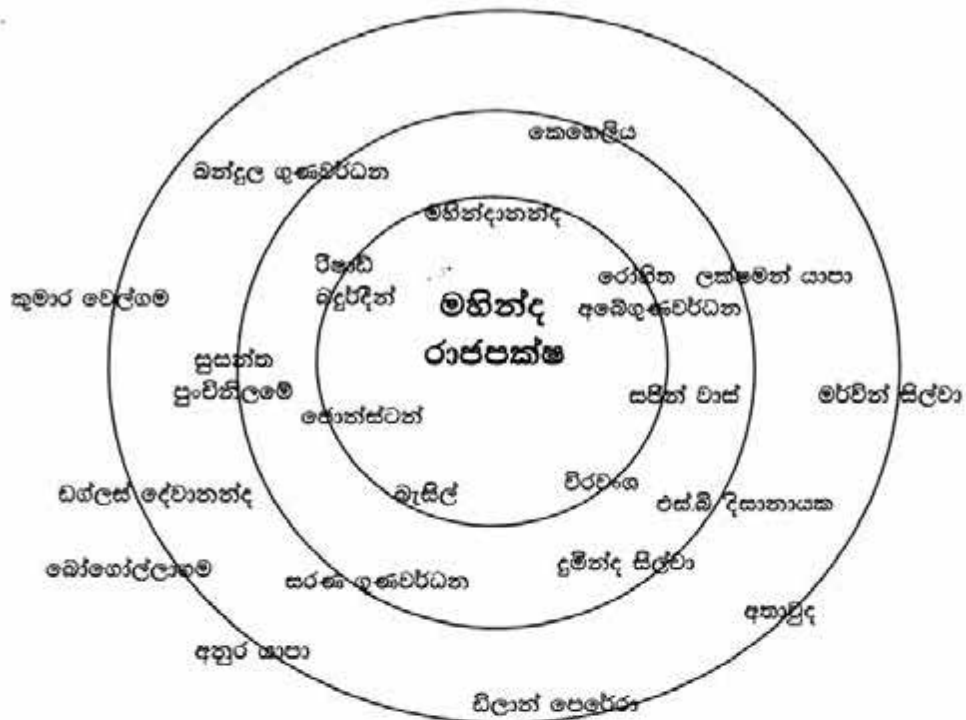 කෙහෙලිය
බන්දුල ගුණවර්ධන
මහින්දානන්ද
රිෂාඩ්
බදුර්දීන්
රෝහිත
අබේගුණවර්ධන
ලක්ෂමන් යාපා
කුමාර වෙල්ගම
මහින්ද
රාජපක්ෂ
සුසන්ත
පුංචිනිලමේ
සජින් වාස්
මර්වින් සිල්වා
ජොන්ස්ටන්
ඩග්ලස් දේවානන්ද
බැසිල්
විරවංශ
එස්.බී දිසානායක
බෝගොල්ලාගම
සරණ ගුණවර්ධන
දුමින්ද සිල්වා
අතාවුද
අනුර යාපා
ඩිලාන් පෙරේරා